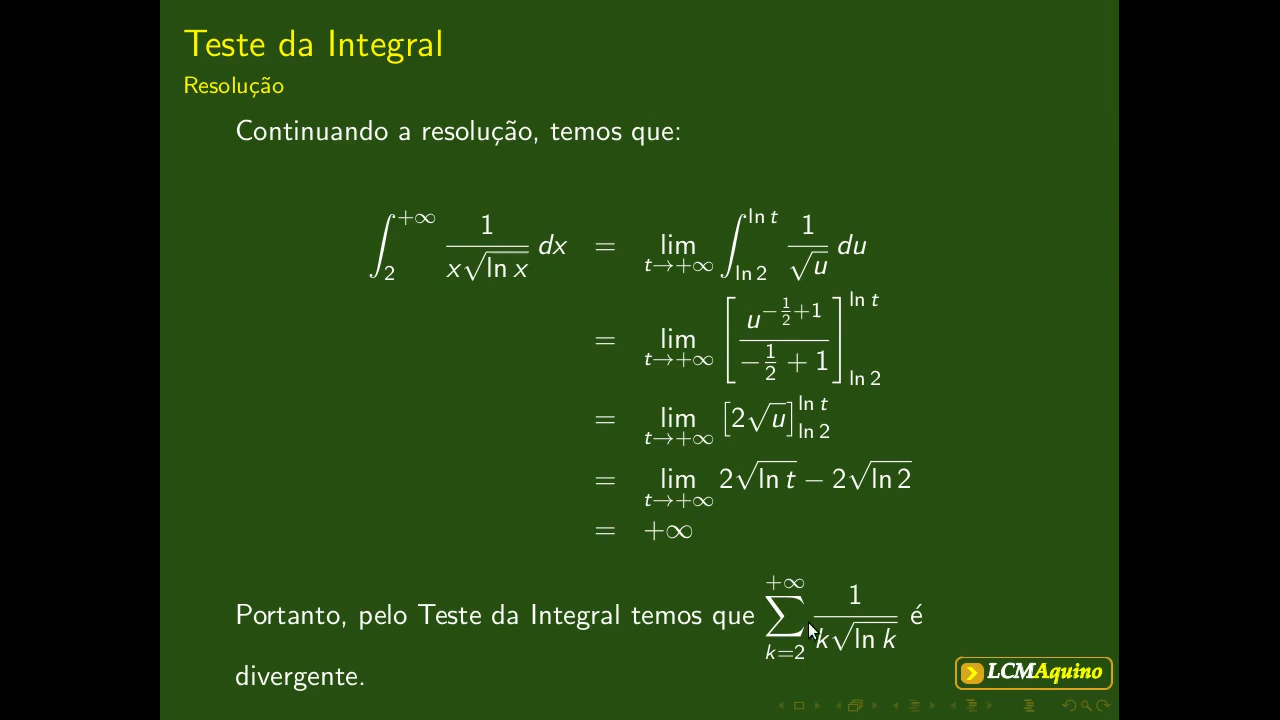 Teste da Integral
Resolução
Continuando a resolução, temos que:
∫_2^{+∞} 1/(x√(ln x)) dx = lim_{t→+∞} ∫_{ln 2}^{ln t} 1/√u du
= lim_{t→+∞} [u^{-1/2+1}/(-1/2 + 1)]_{ln 2}^{ln t}
= lim_{t→+∞} [2√u]_{ln 2}^{ln t}
= lim_{t→+∞} 2√(ln t) − 2√(ln 2)
= +∞
Portanto, pelo Teste da Integral temos que ∑_{k=2}^{+∞} 1/(k√(ln k)) é
divergente.
LCMAquino